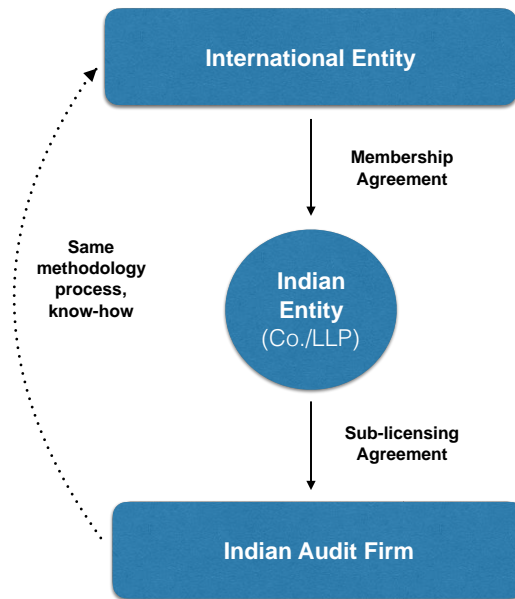 International Entity
Membership
Agreement
Same
methodology
process,
know-how
Indian
Entity
(Co./LLP)
Sub-licensing
Agreement
Indian Audit Firm